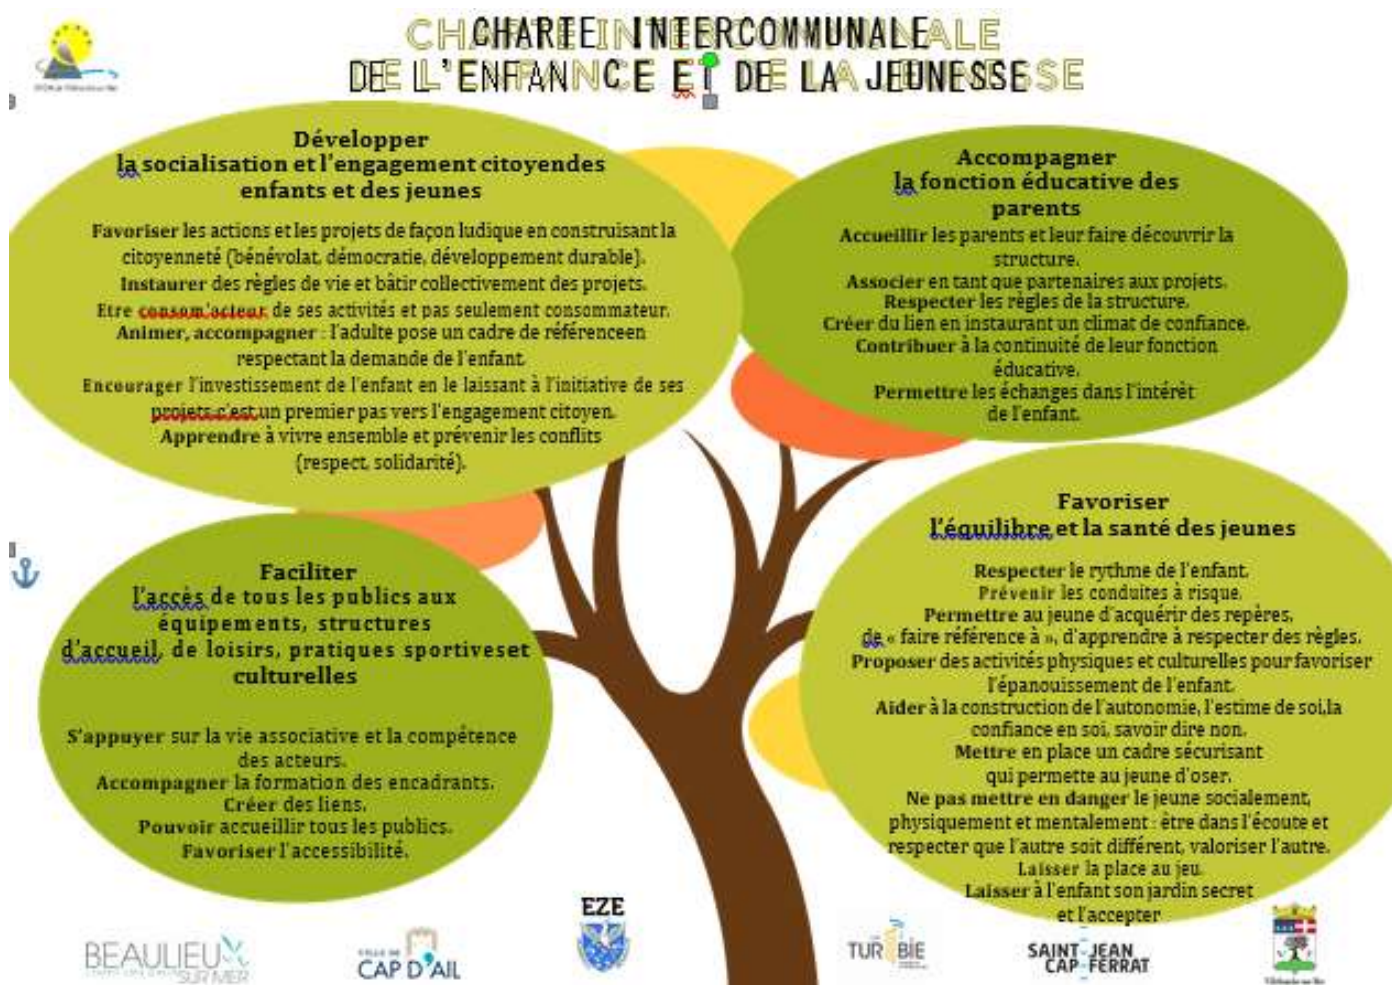 CHARTE INTERCOMMUNALE
DE L'ENFANCE ET DE LA JEUNESSE
Développer
la socialisation et l'engagement citoyendes
enfants et des jeunes
Favoriser les actions et les projets de façon ludique en construisant la
citoyenneté (bénévolat, démocratie, développement durable).
Instaurer des règles de vie et bâtir collectivement des projets.
Etre consom'acteur de ses activités et pas seulement consommateur.
Animer, accompagner : l'adulte pose un cadre de référenceen
respectant la demande de l'enfant.
Encourager l'investissement de l'enfant en le laissant à l'initiative de ses
projets c'est un premier pas vers l'engagement citoyen.
Apprendre à vivre ensemble et prévenir les conflits
(respect, solidarité).
Accompagner
la fonction éducative des
parents
Accueillir les parents et leur faire découvrir la
structure.
Associer en tant que partenaires aux projets.
Respecter les règles de la structure.
Créer du lien en instaurant un climat de confiance.
Contribuer à la continuité de leur fonction
éducative.
Permettre les échanges dans l'intérêt
de l'enfant.
Faciliter
l'accès de tous les publics aux
équipements, structures
d'accueil, de loisirs, pratiques sportiveset
culturelles
S'appuyer sur la vie associative et la compétence
des acteurs.
Accompagner la formation des encadrants.
Créer des liens.
Pouvoir accueillir tous les publics.
Favoriser l'accessibilité.
Favoriser
l'équilibre et la santé des jeunes
Respecter le rythme de l'enfant.
Prévenir les conduites à risque.
Permettre au jeune d'acquérir des repères,
de « faire référence à », d'apprendre à respecter des règles.
Proposer des activités physiques et culturelles pour favoriser
l'épanouissement de l'enfant.
Aider à la construction de l'autonomie, l'estime de soi,la
confiance en soi, savoir dire non.
Mettre en place un cadre sécurisant
qui permette au jeune d'oser.
Ne pas mettre en danger le jeune socialement,
physiquement et mentalement : être dans l'écoute et
respecter que l'autre soit différent, valoriser l'autre.
Laisser la place au jeu.
Laisser à l'enfant son jardin secret
et l'accepter
BEAULIEU
SUR MER
VILLE DE
CAP D'AIL
EZE
TURBIE
SAINT-JEAN
CAP FERRAT